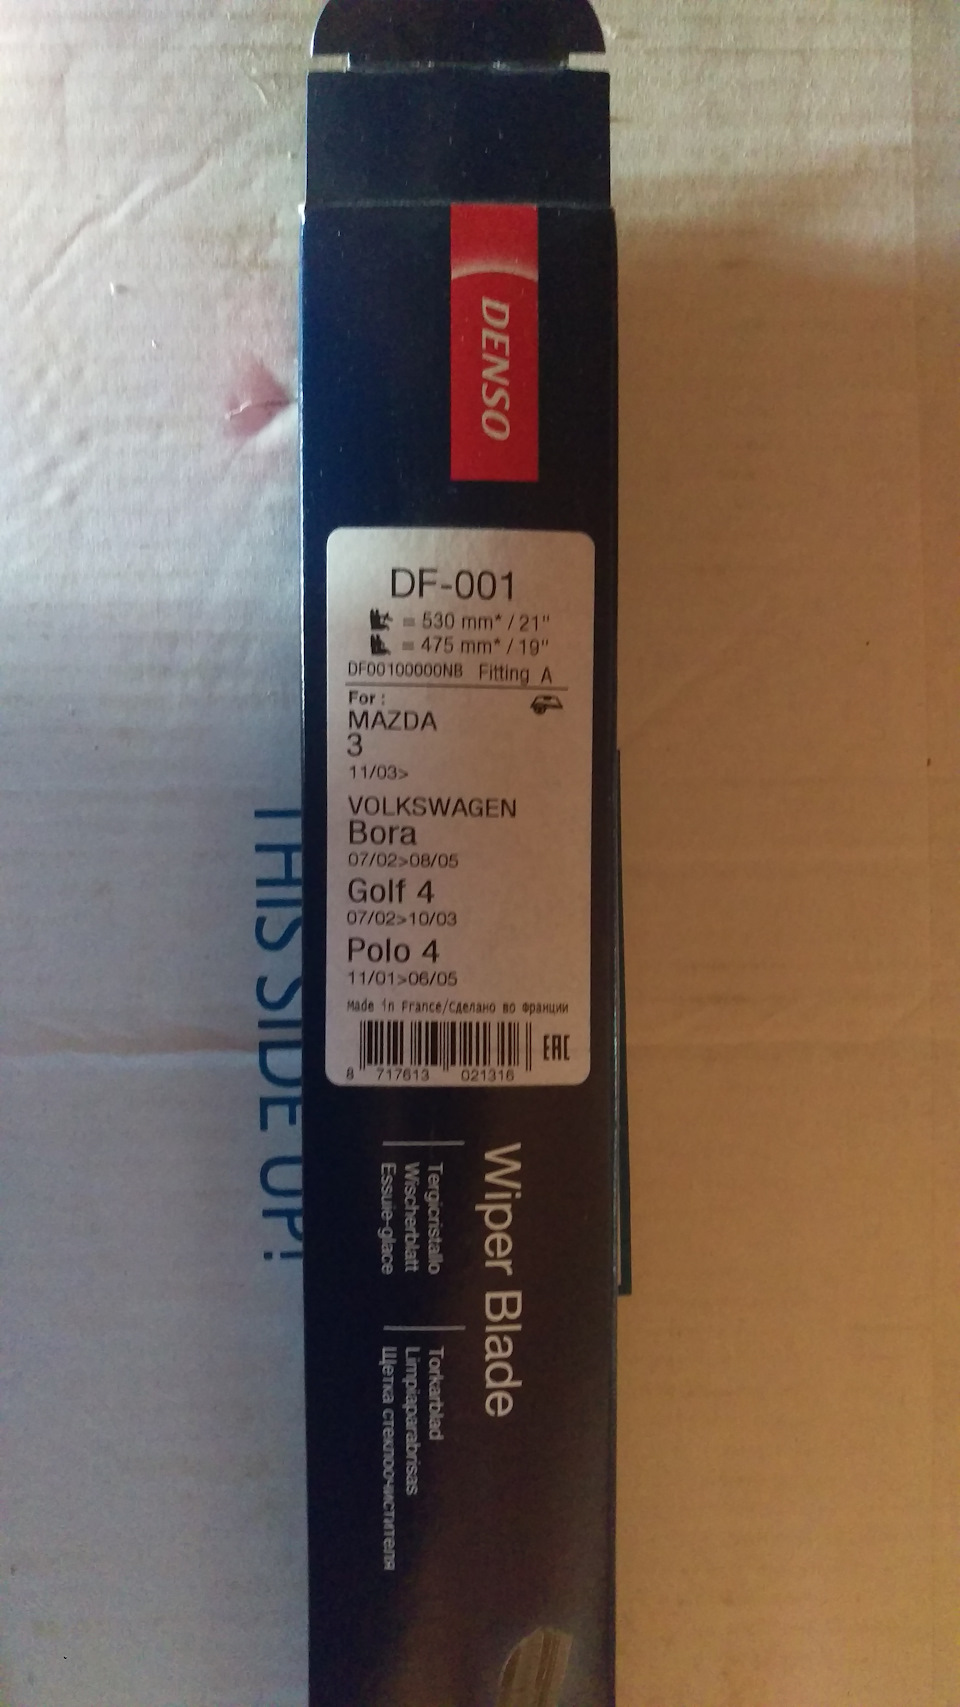 DENSO
DF-001
= 530 mm* / 21"
= 475 mm* / 19"
DF00100000NB Fitting A
For :
MAZDA
3
11/03>
VOLKSWAGEN
Bora
07/02>08/05
Golf 4
07/02>10/03
Polo 4
11/01>06/05
Made in France/Сделано во Франции
EAC
8 717613 021316
Wiper Blade
Tergicristallo
Wischerblatt
Essuie-glace
Torkarblad
Limpiaparabrisas
Щетка стеклоочистителя
THIS SIDE UP!